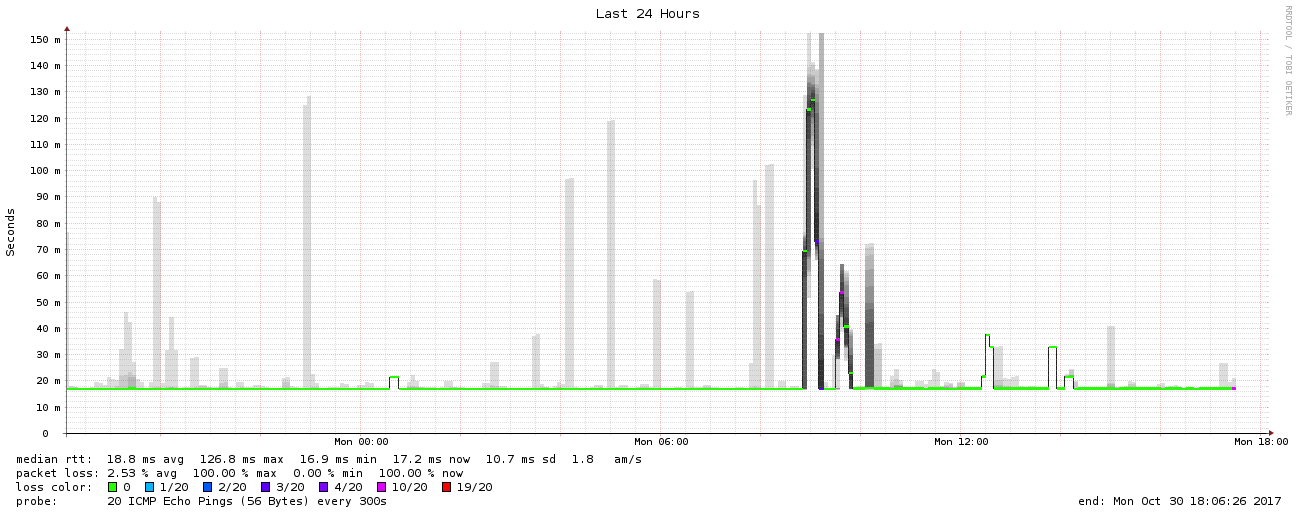 Last 24 Hours
RRDTOOL / TOBI OETIKER
Seconds
150 m
140 m
130 m
120 m
110 m
100 m
90 m
80 m
70 m
60 m
50 m
40 m
30 m
20 m
10 m
0
Mon 00:00 Mon 06:00 Mon 12:00 Mon 18:00
median rtt: 18.8 ms avg 126.8 ms max 16.9 ms min 17.2 ms now 10.7 ms sd 1.8 am/s
packet loss: 2.53 % avg 100.00 % max 0.00 % min 100.00 % now
loss color: 0 1/20 2/20 3/20 4/20 10/20 19/20
probe: 20 ICMP Echo Pings (56 Bytes) every 300s end: Mon Oct 30 18:06:26 2017